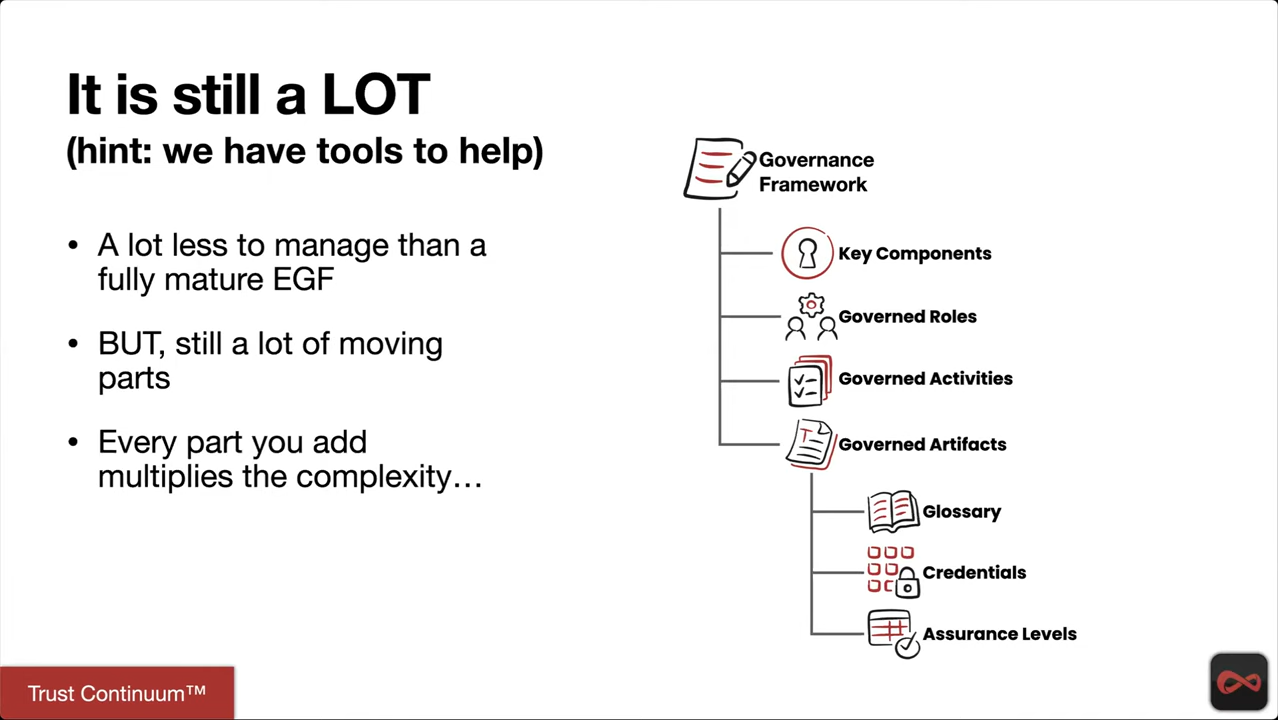 It is still a LOT
(hint: we have tools to help)
• A lot less to manage than a
fully mature EGF
• BUT, still a lot of moving
parts
• Every part you add
multiplies the complexity…
Governance
Framework
Key Components
Governed Roles
Governed Activities
Governed Artifacts
Glossary
Credentials
Assurance Levels
Trust Continuum™